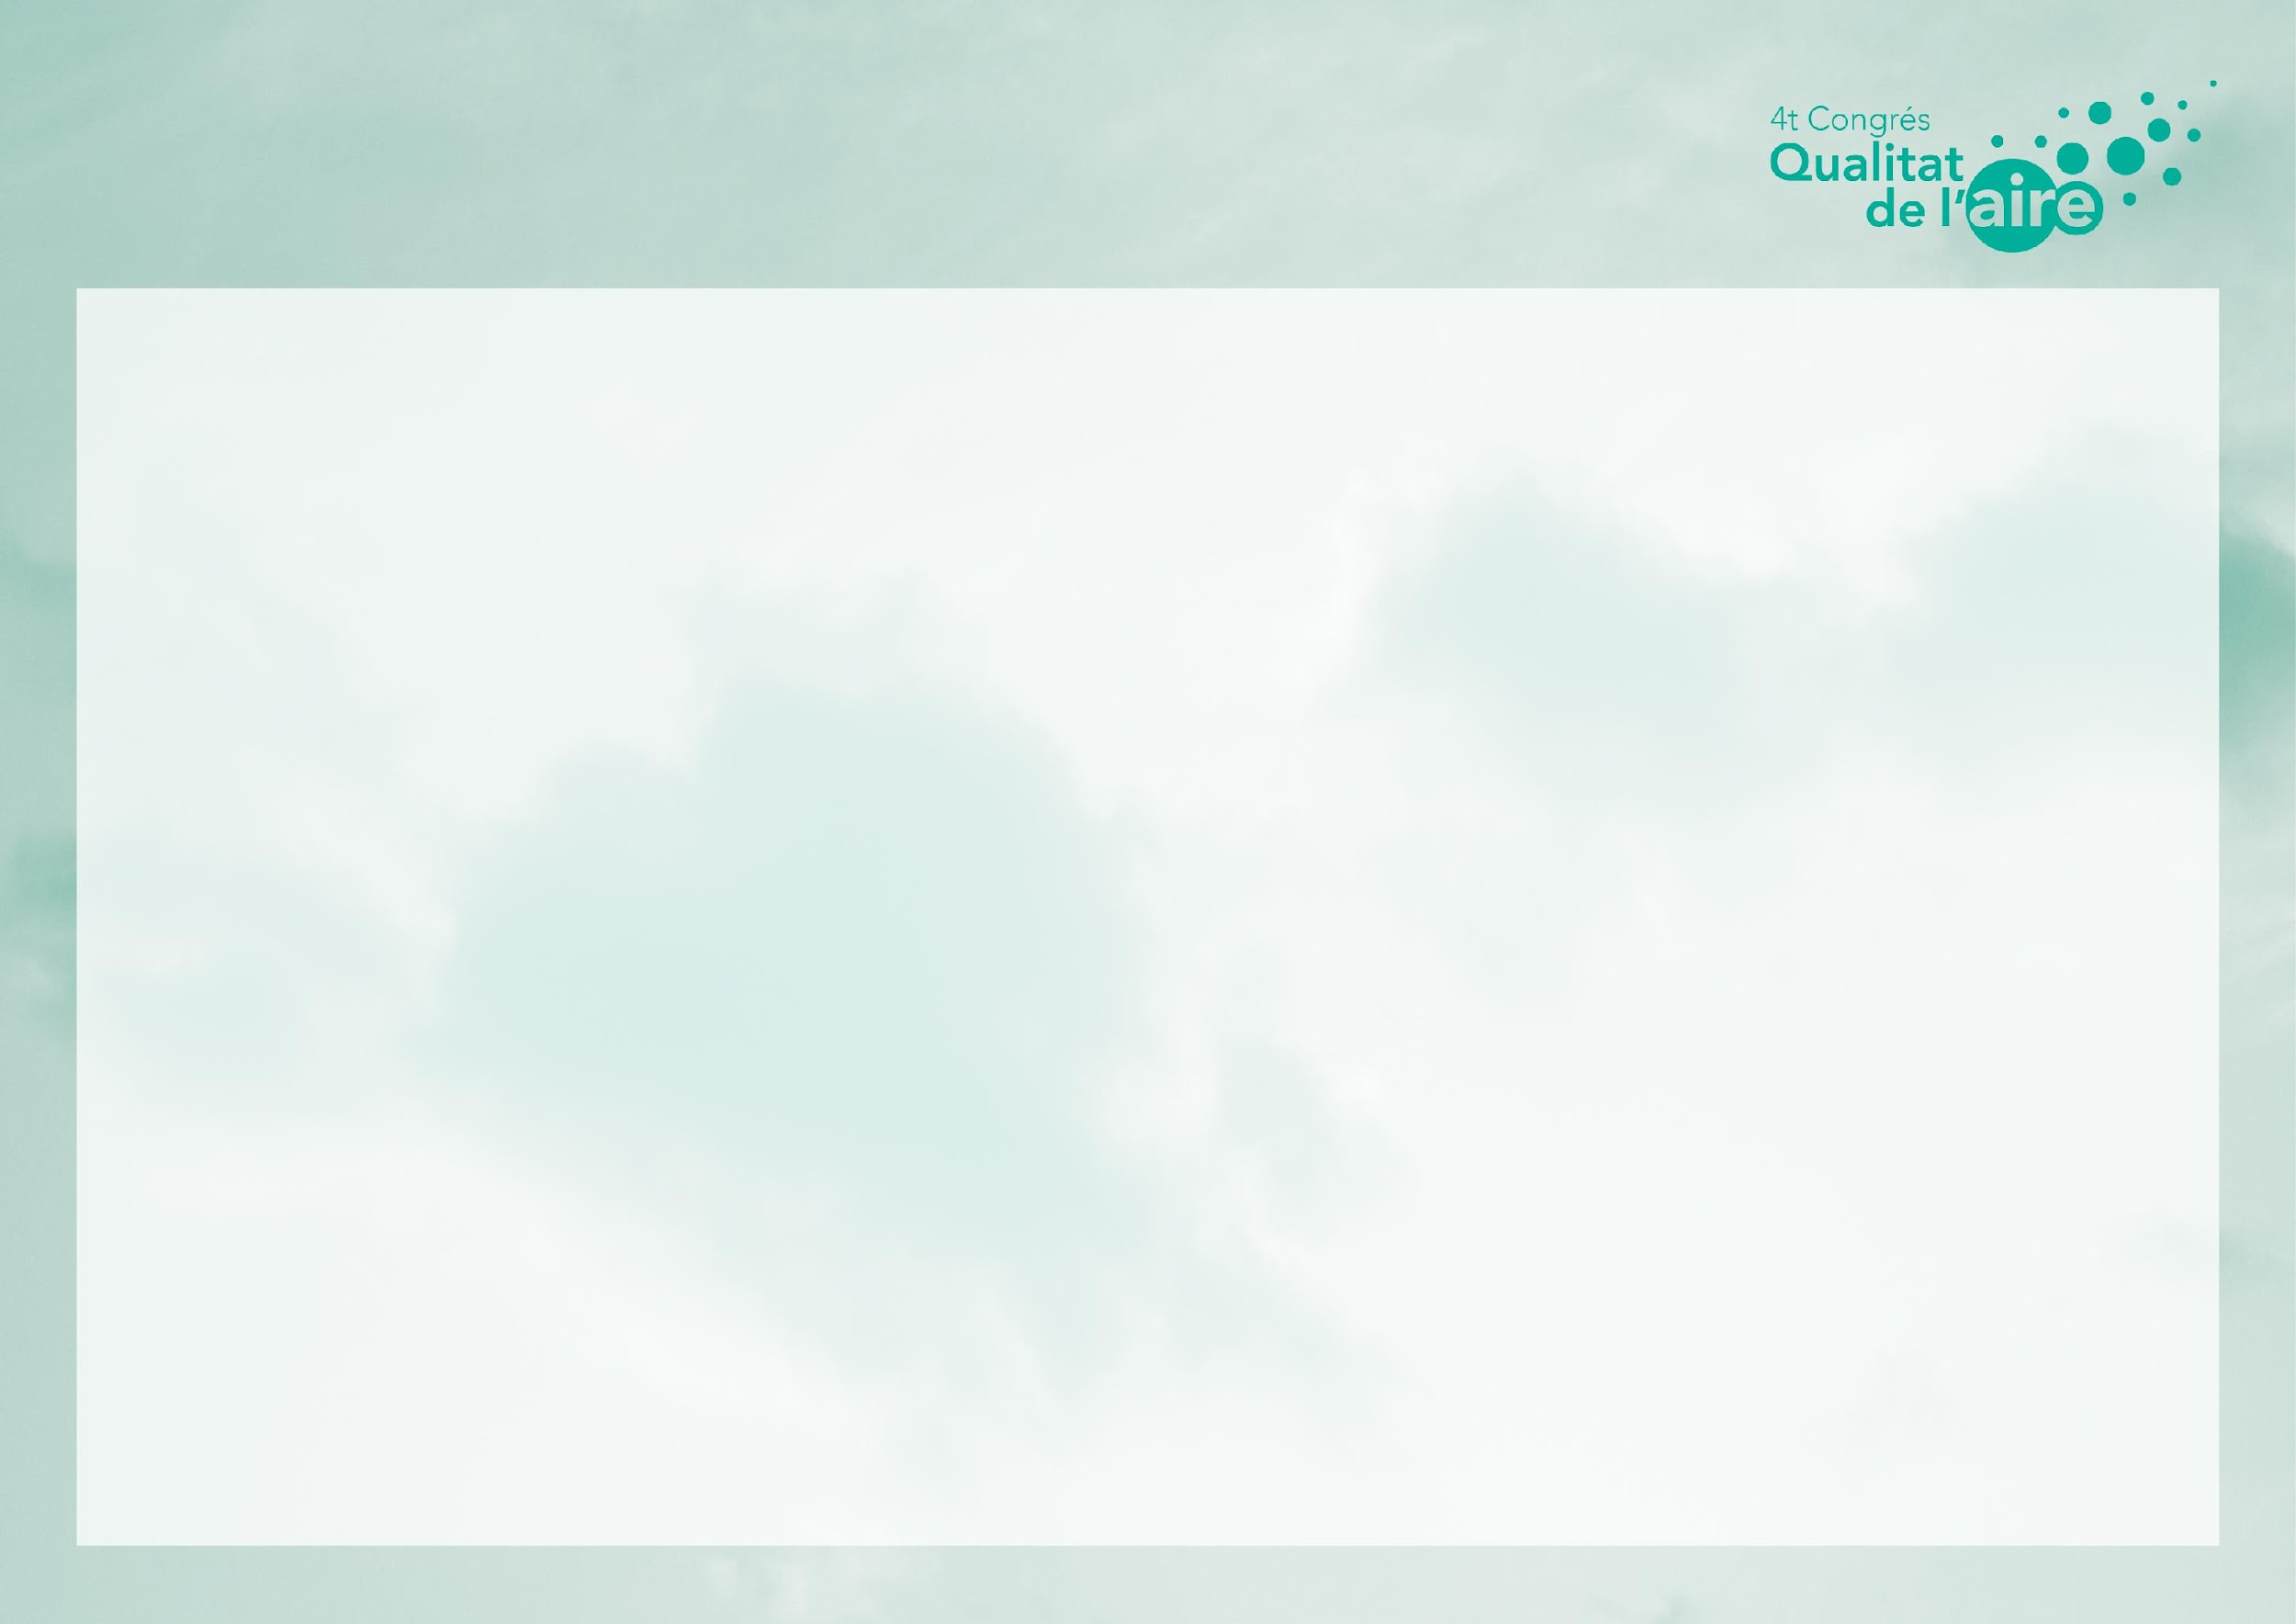 4t Congrés
Qualitat
de l'aire